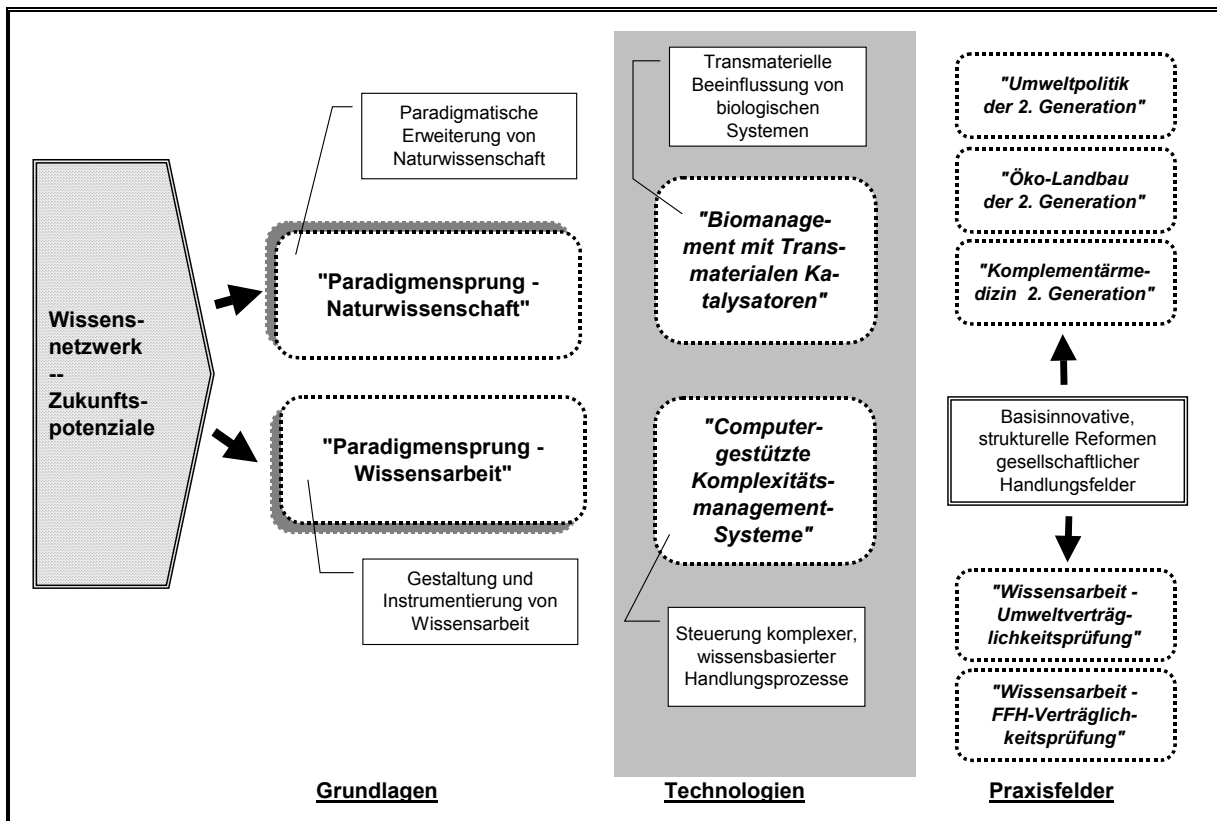 Wissens-
netzwerk
--
Zukunfts-
potenziale
Paradigmatische
Erweiterung von
Naturwissenschaft
"Paradigmensprung -
Naturwissenschaft"
"Paradigmensprung -
Wissensarbeit"
Gestaltung und
Instrumentierung von
Wissensarbeit
Grundlagen
Transmaterielle
Beeinflussung von
biologischen
Systemen
"Biomanage-
ment mit Trans-
materialen Ka-
talysatoren"
"Computer-
gestützte
Komplexitäts-
management-
Systeme"
Steuerung komplexer,
wissensbasierter
Handlungsprozesse
Technologien
"Umweltpolitik
der 2. Generation"
"Öko-Landbau
der 2. Generation"
"Komplementärme-
dizin 2. Generation"
Basisinnovative,
strukturelle Reformen
gesellschaftlicher
Handlungsfelder
"Wissensarbeit -
Umweltverträg-
lichkeitsprüfung"
"Wissensarbeit -
FFH-Verträglich-
keitsprüfung"
Praxisfelder